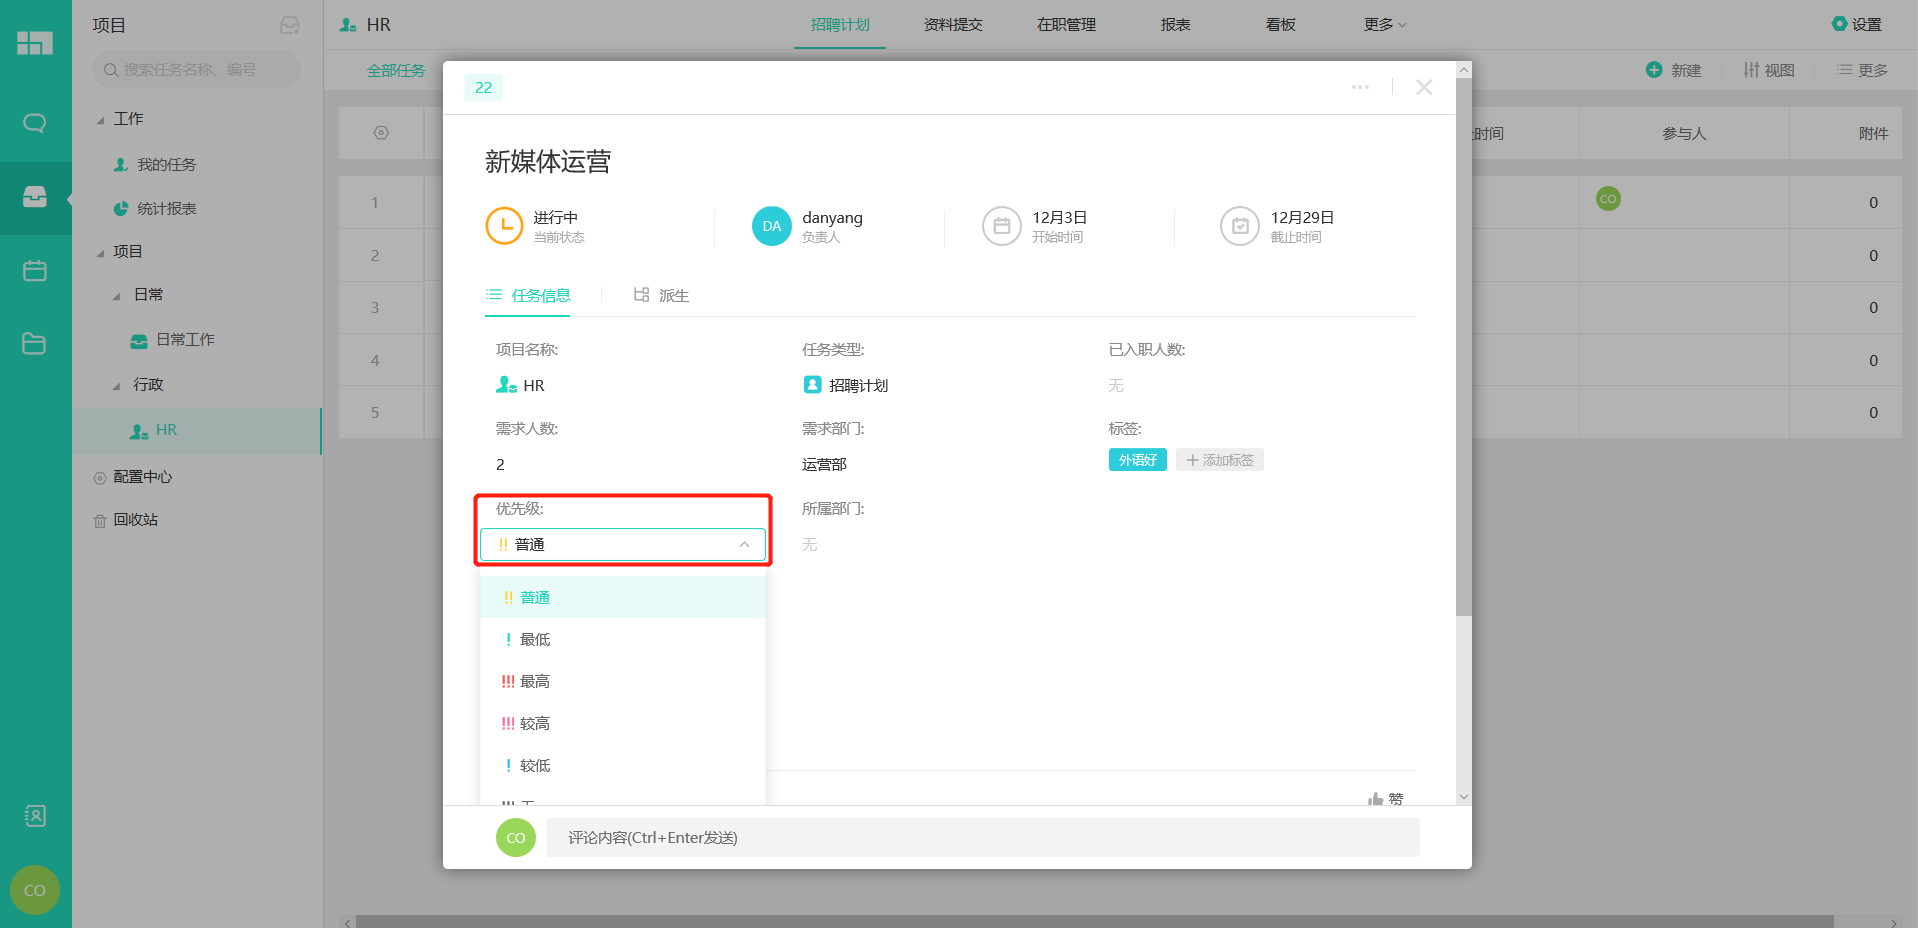 项目
搜索任务名称、编号
工作
我的任务
统计报表
项目
日常
日常工作
行政
HR
配置中心
回收站
CO
HR
招聘计划
资料提交
在职管理
报表
看板
更多
设置
全部任务
新建
视图
更多
时间
参与人
附件
1
CO
0
2
0
3
0
4
0
5
0
22
新媒体运营
进行中
当前状态
DA
danyang
负责人
12月3日
开始时间
12月29日
截止时间
任务信息
派生
项目名称:
任务类型:
已入职人数:
HR
招聘计划
无
需求人数:
需求部门:
标签:
2
运营部
外语好
添加标签
优先级:
所属部门:
!! 普通
无
!! 普通
! 最低
!!! 最高
!!! 较高
! 较低
赞
CO
评论内容(Ctrl+Enter发送)